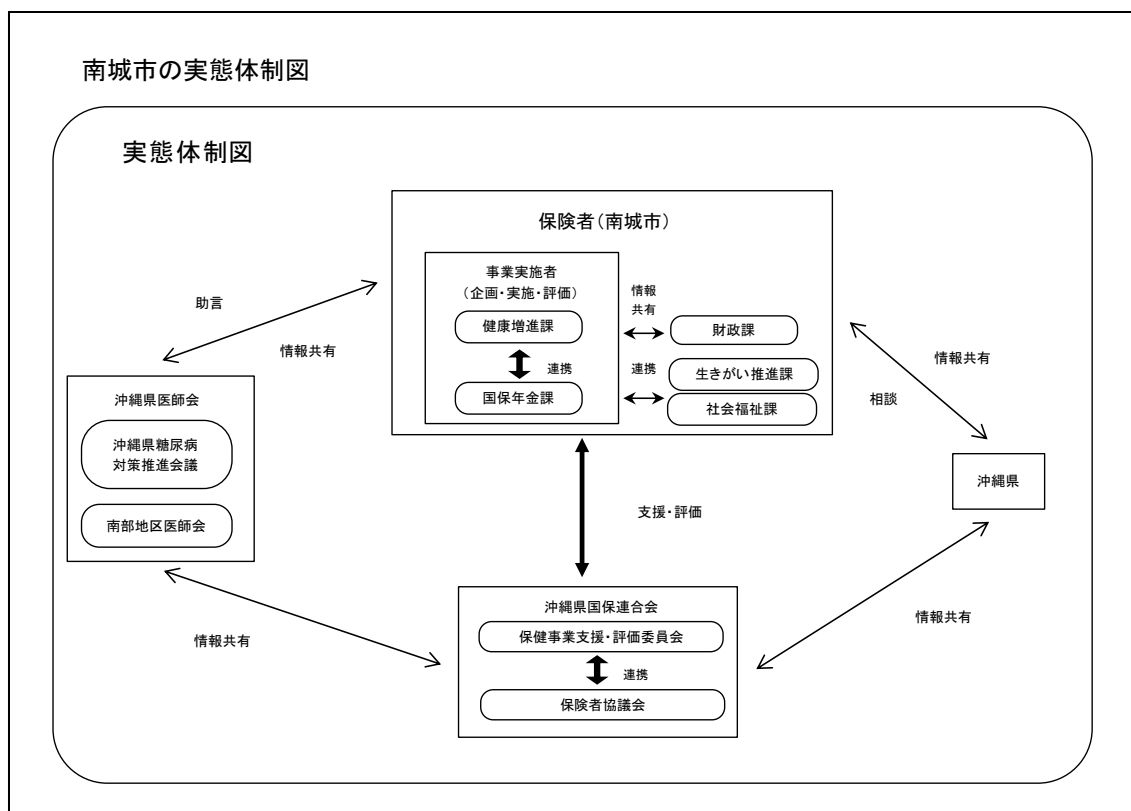 南城市の実態体制図
実態体制図
保険者(南城市)
事業実施者
(企画・実施・評価)
健康増進課
連携
国保年金課
情報
共有
財政課
連携
生きがい推進課
社会福祉課
助言
情報共有
沖縄県医師会
沖縄県糖尿病
対策推進会議
南部地区医師会
情報共有
相談
沖縄県
支援・評価
情報共有
沖縄県国保連合会
保健事業支援・評価委員会
連携
保険者協議会
情報共有